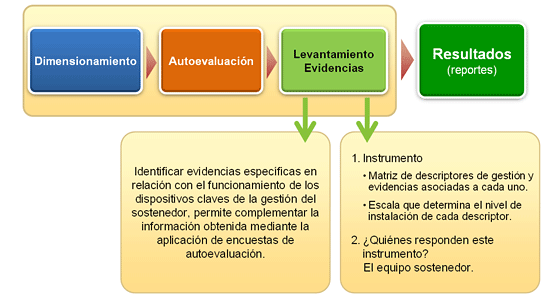 Dimensionamiento
Autoevaluación
Levantamiento
Evidencias
Resultados
(reportes)
Identificar evidencias específicas en
relación con el funcionamiento de los
dispositivos claves de la gestión del
sostenedor, permite complementar la
información obtenida mediante la
aplicación de encuestas de
autoevaluación.
1. Instrumento
• Matriz de descriptores de gestión y
evidencias asociadas a cada uno.
• Escala que determina el nivel de
instalación de cada descriptor.
2. ¿Quiénes responden este
instrumento?
El equipo sostenedor.